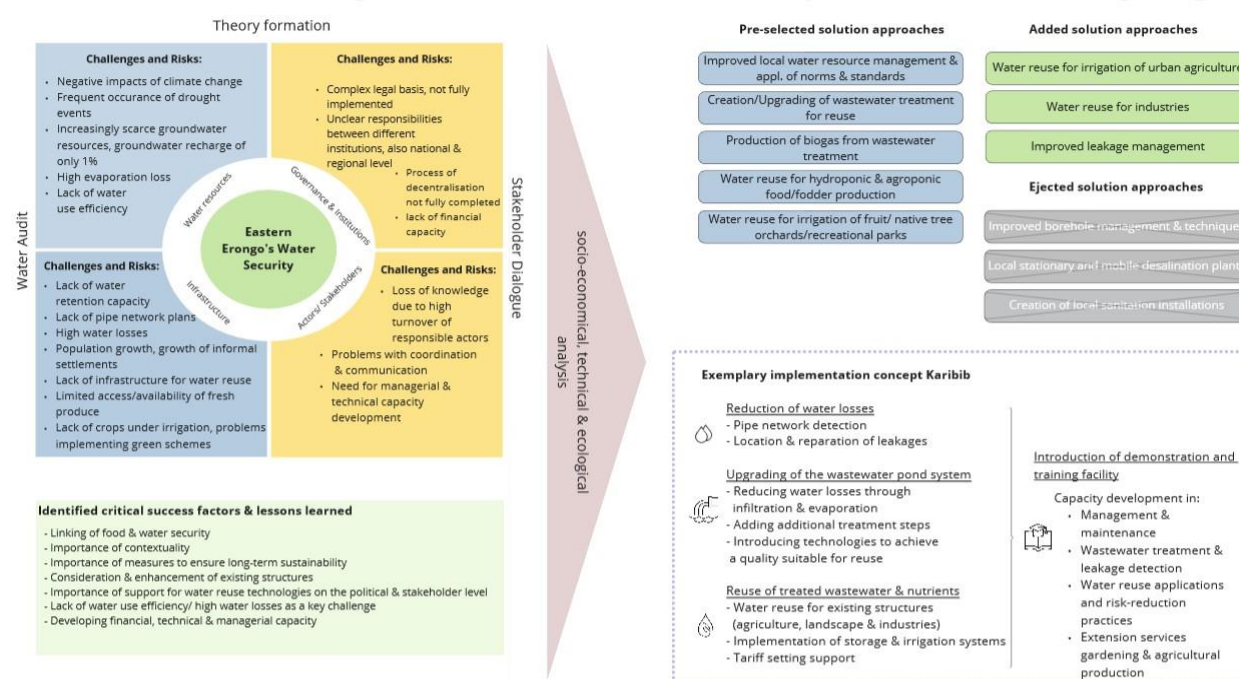 Theory formation
Water Audit
Stakeholder Dialogue
Challenges and Risks:
· Negative impacts of climate change
· Frequent occurance of drought
events
· Increasingly scarce groundwater
resources, groundwater recharge of
only 1%
· High evaporation loss
· Lack of water
use efficiency
Challenges and Risks:
· Complex legal basis, not fully
implemented
· Unclear responsibilities
between different
institutions, also national &
regional level
· Process of
decentralisation
not fully completed
· lack of financial
capacity
Water resources
Governance & Institutions
Eastern
Erongo's Water
Security
Infrastructure
Actors/ Stakeholders
Challenges and Risks:
· Lack of water
retention capacity
· Lack of pipe network plans
· High water losses
· Population growth, growth of informal
settlements
· Lack of infrastructure for water reuse
· Limited access/availability of fresh
produce
· Lack of crops under irrigation, problems
implementing green schemes
Challenges and Risks:
· Loss of knowledge
due to high
turnover of
responsible actors
· Problems with coordination
& communication
· Need for managerial &
technical capacity
development
Identified critical success factors & lessons learned
- Linking of food & water security
- Importance of contextuality
- Importance of measures to ensure long-term sustainability
- Consideration & enhancement of existing structures
- Importance of support for water reuse technologies on the political & stakeholder level
- Lack of water use efficiency/ high water losses as a key challenge
- Developing financial, technical & managerial capacity
socio-economical, technical & ecological
analysis
Pre-selected solution approaches
Improved local water resource management &
appl. of norms & standards
Creation/Upgrading of wastewater treatment
for reuse
Production of biogas from wastewater
treatment
Water reuse for hydroponic & agroponic
food/fodder production
Water reuse for irrigation of fruit/ native tree
orchards/recreational parks
Added solution approaches
Water reuse for irrigation of urban agriculture
Water reuse for industries
Improved leakage management
Ejected solution approaches
Improved borehole management & technique
Local stationary and mobile desalination plant
Creation of local sanitation installations
Exemplary implementation concept Karibib
Reduction of water losses
- Pipe network detection
- Location & reparation of leakages
Upgrading of the wastewater pond system
- Reducing water losses through
infiltration & evaporation
- Adding additional treatment steps
- Introducing technologies to achieve
a quality suitable for reuse
Reuse of treated wastewater & nutrients
- Water reuse for existing structures
(agriculture, landscape & industries)
- Implementation of storage & irrigation systems
- Tariff setting support
Introduction of demonstration and
training facility
Capacity development in:
· Management &
maintenance
· Wastewater treatment &
leakage detection
· Water reuse applications
and risk-reduction
practices
· Extension services
gardening & agricultural
production